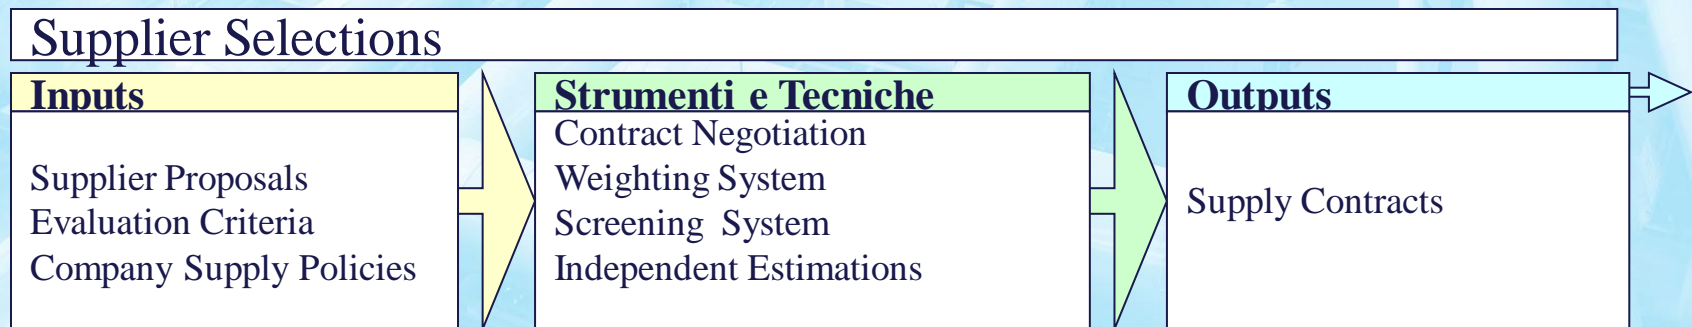 Supplier Selections
Inputs
Supplier Proposals
Evaluation Criteria
Company Supply Policies
Strumenti e Tecniche
Contract Negotiation
Weighting System
Screening System
Independent Estimations
Outputs
Supply Contracts